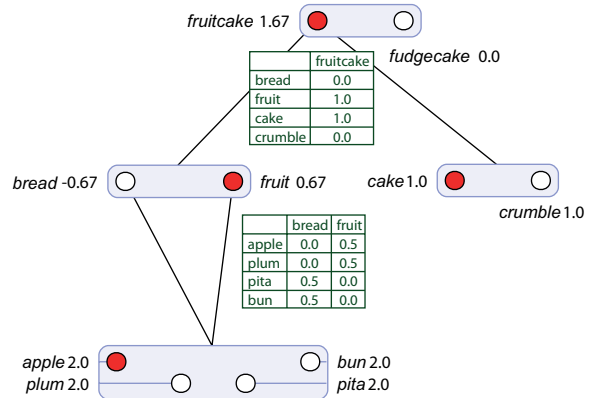 fruitcake 1.67
fudgecake 0.0
fruitcake
bread 0.0
fruit 1.0
cake 1.0
crumble 0.0
bread -0.67
fruit 0.67
cake 1.0
crumble 1.0
bread fruit
apple 0.0 0.5
plum 0.0 0.5
pita 0.5 0.0
bun 0.5 0.0
apple 2.0
bun 2.0
plum 2.0
pita 2.0